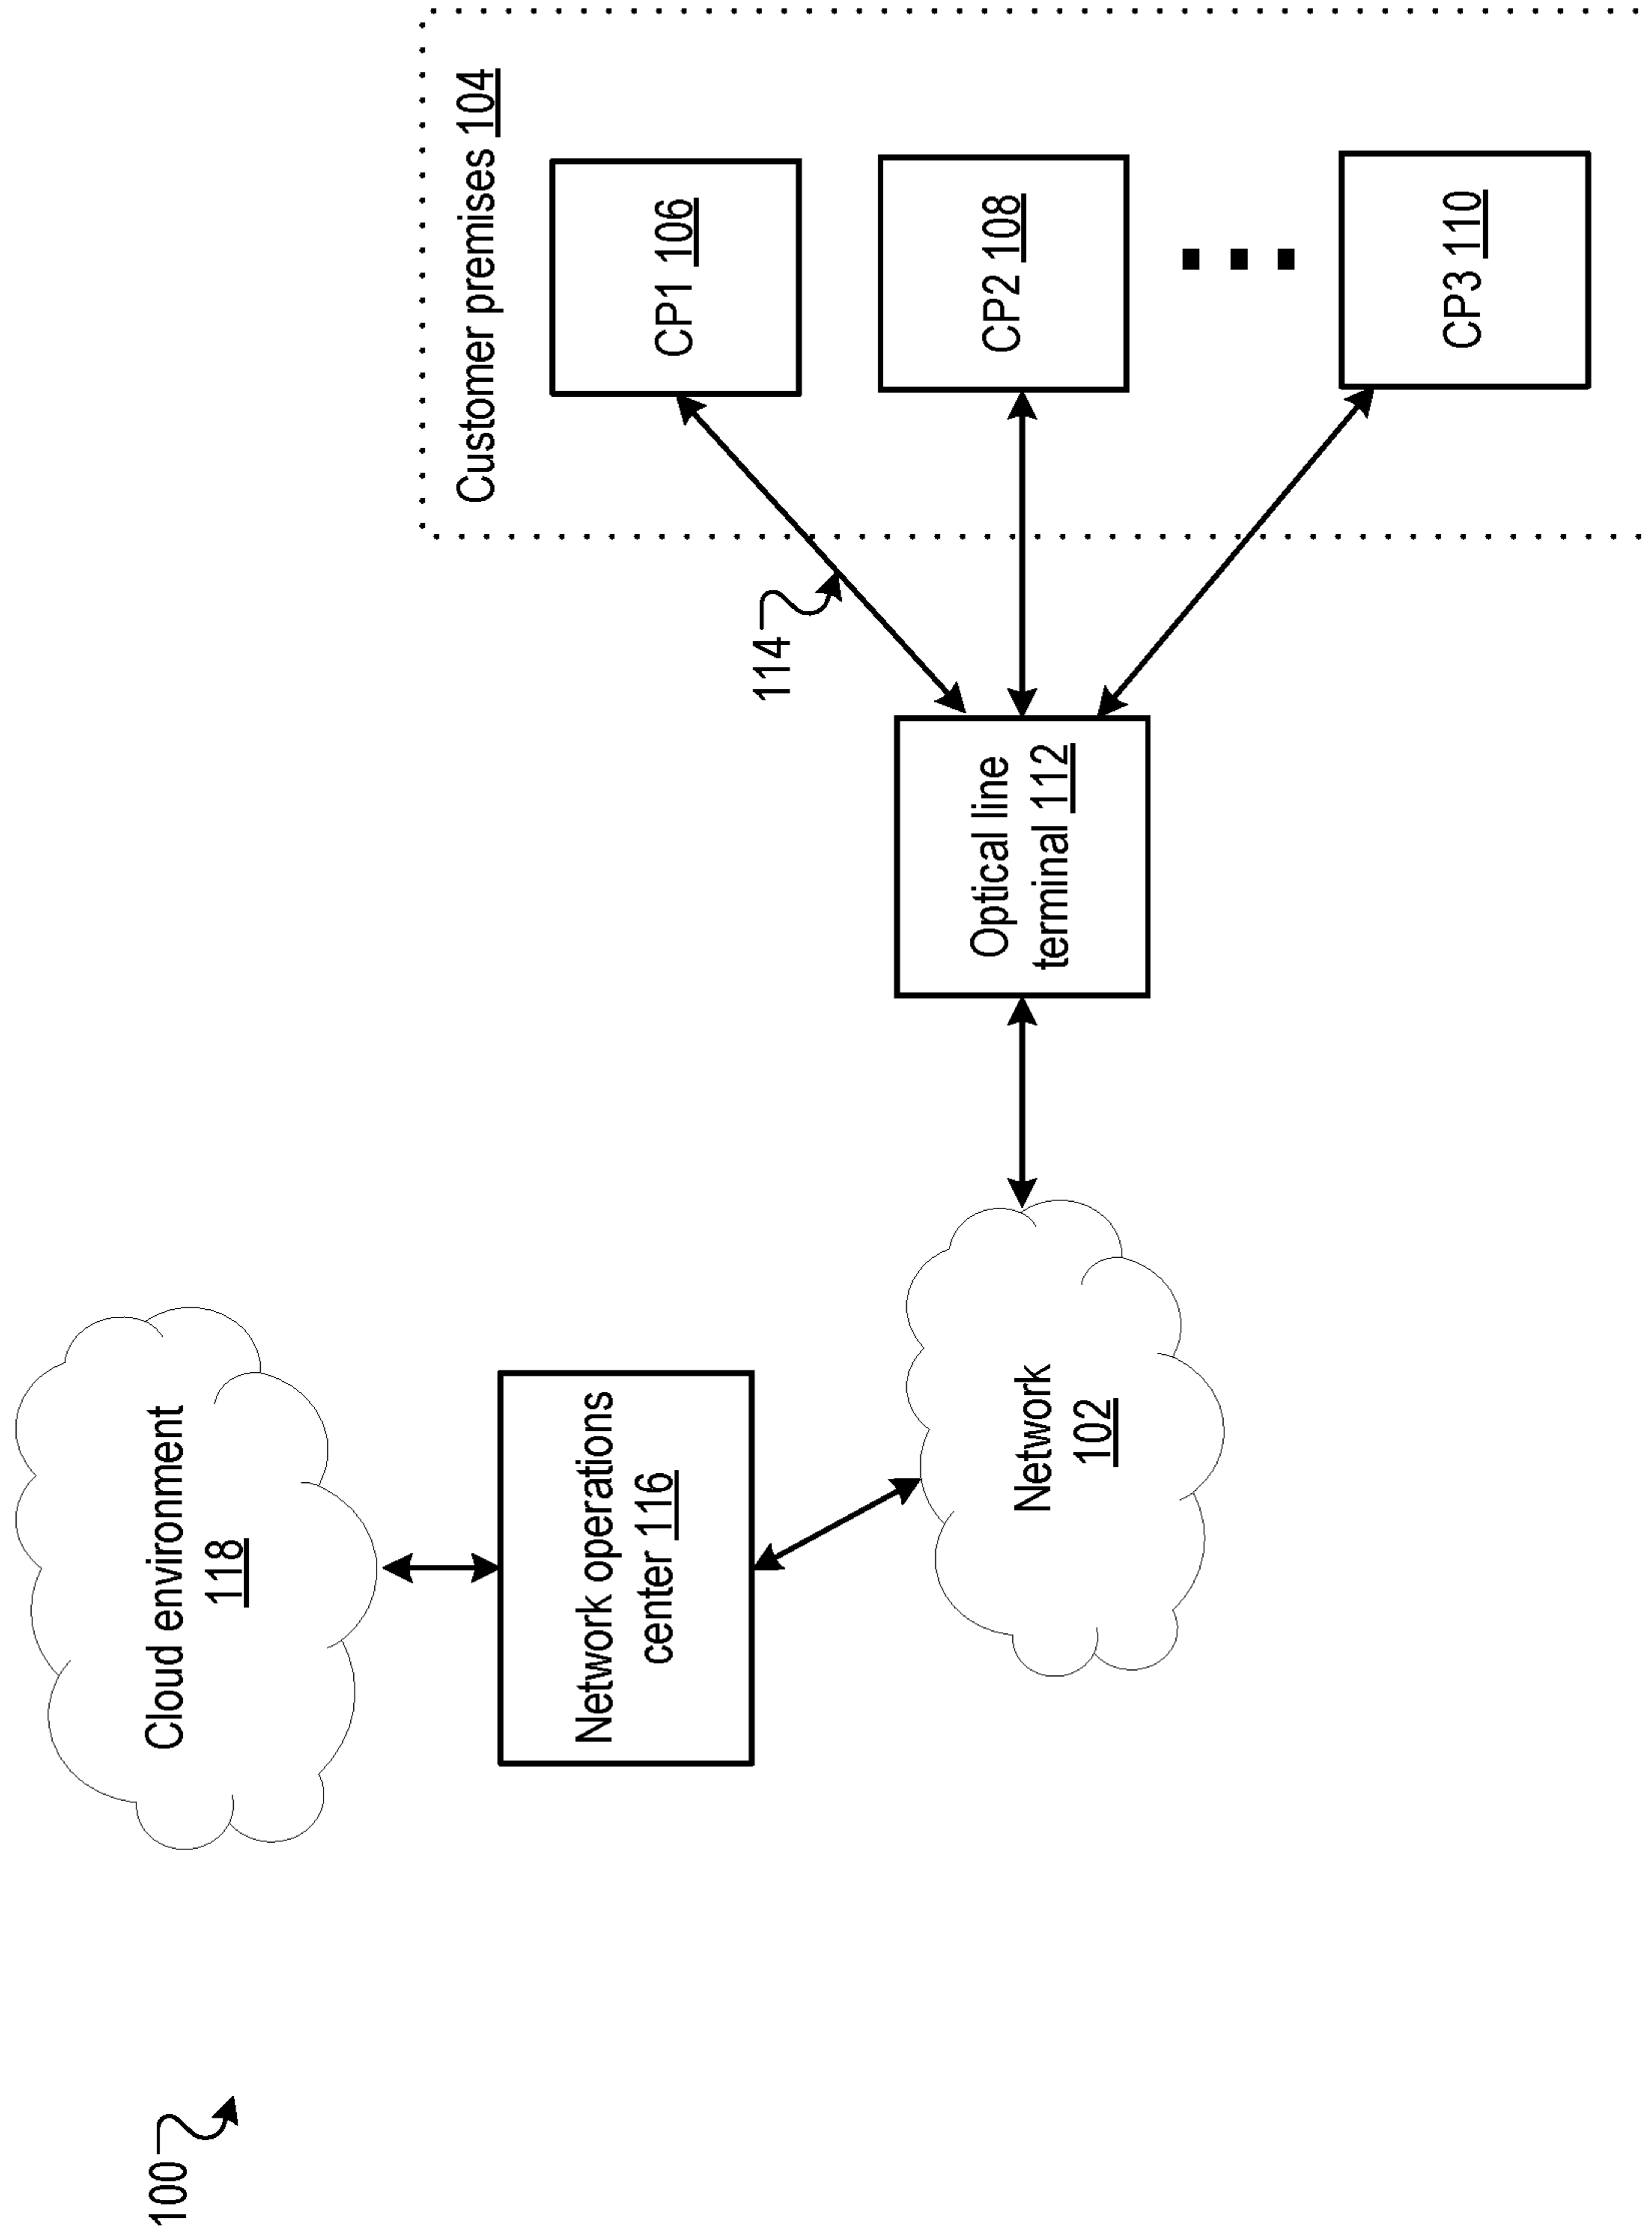 100
Cloud environment
118
Customer premises 104
Network operations
center 116
CP1 106
114
Optical line
terminal 112
CP2 108
Network
102
CP3 110